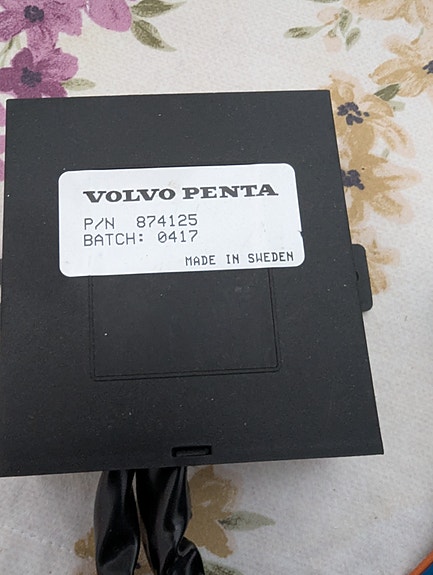 VOLVO PENTA
P/N 874125
BATCH: 0417
MADE IN SWEDEN